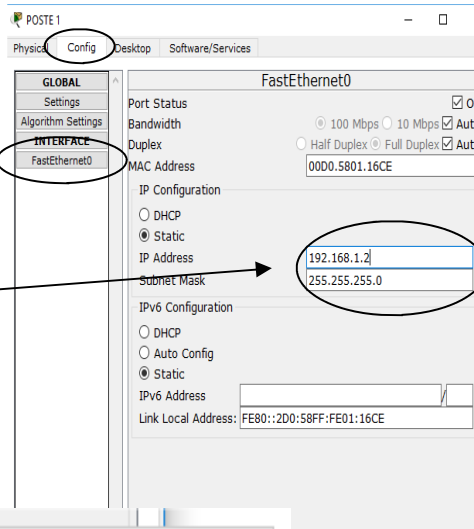 POSTE 1
Physical Config Desktop Software/Services
GLOBAL
Settings
Algorithm Settings
INTERFACE
FastEthernet0
FastEthernet0
Port Status
Bandwidth 100 Mbps 10 Mbps Aut
Duplex Half Duplex Full Duplex Aut
MAC Address 00D0.5801.16CE
IP Configuration
DHCP
Static
IP Address 192.168.1.2
Subnet Mask 255.255.255.0
IPv6 Configuration
DHCP
Auto Config
Static
IPv6 Address /
Link Local Address: FE80::2D0:58FF:FE01:16CE